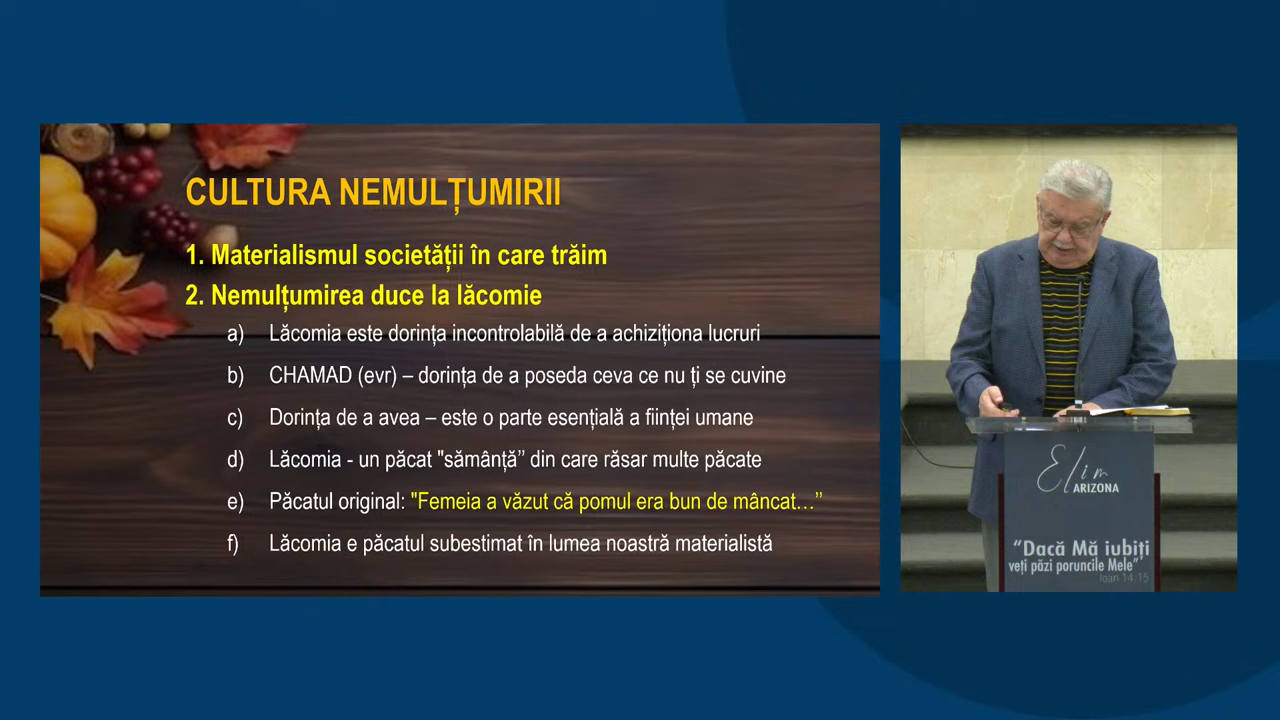 CULTURA NEMULȚUMIRII
1. Materialismul societății în care trăim
2. Nemulțumirea duce la lăcomie
a) Lăcomia este dorința incontrolabilă de a achiziționa lucruri
b) CHAMAD (evr) – dorința de a poseda ceva ce nu ți se cuvine
c) Dorința de a avea – este o parte esențială a ființei umane
d) Lăcomia - un păcat "sămânță’’ din care răsar multe păcate
e) Păcatul original: "Femeia a văzut că pomul era bun de mâncat…’’
f) Lăcomia e păcatul subestimat în lumea noastră materialistă
Elim
ARIZONA
“Dacă Mă iubiți
veți păzi poruncile Mele”
Ioan 14:15